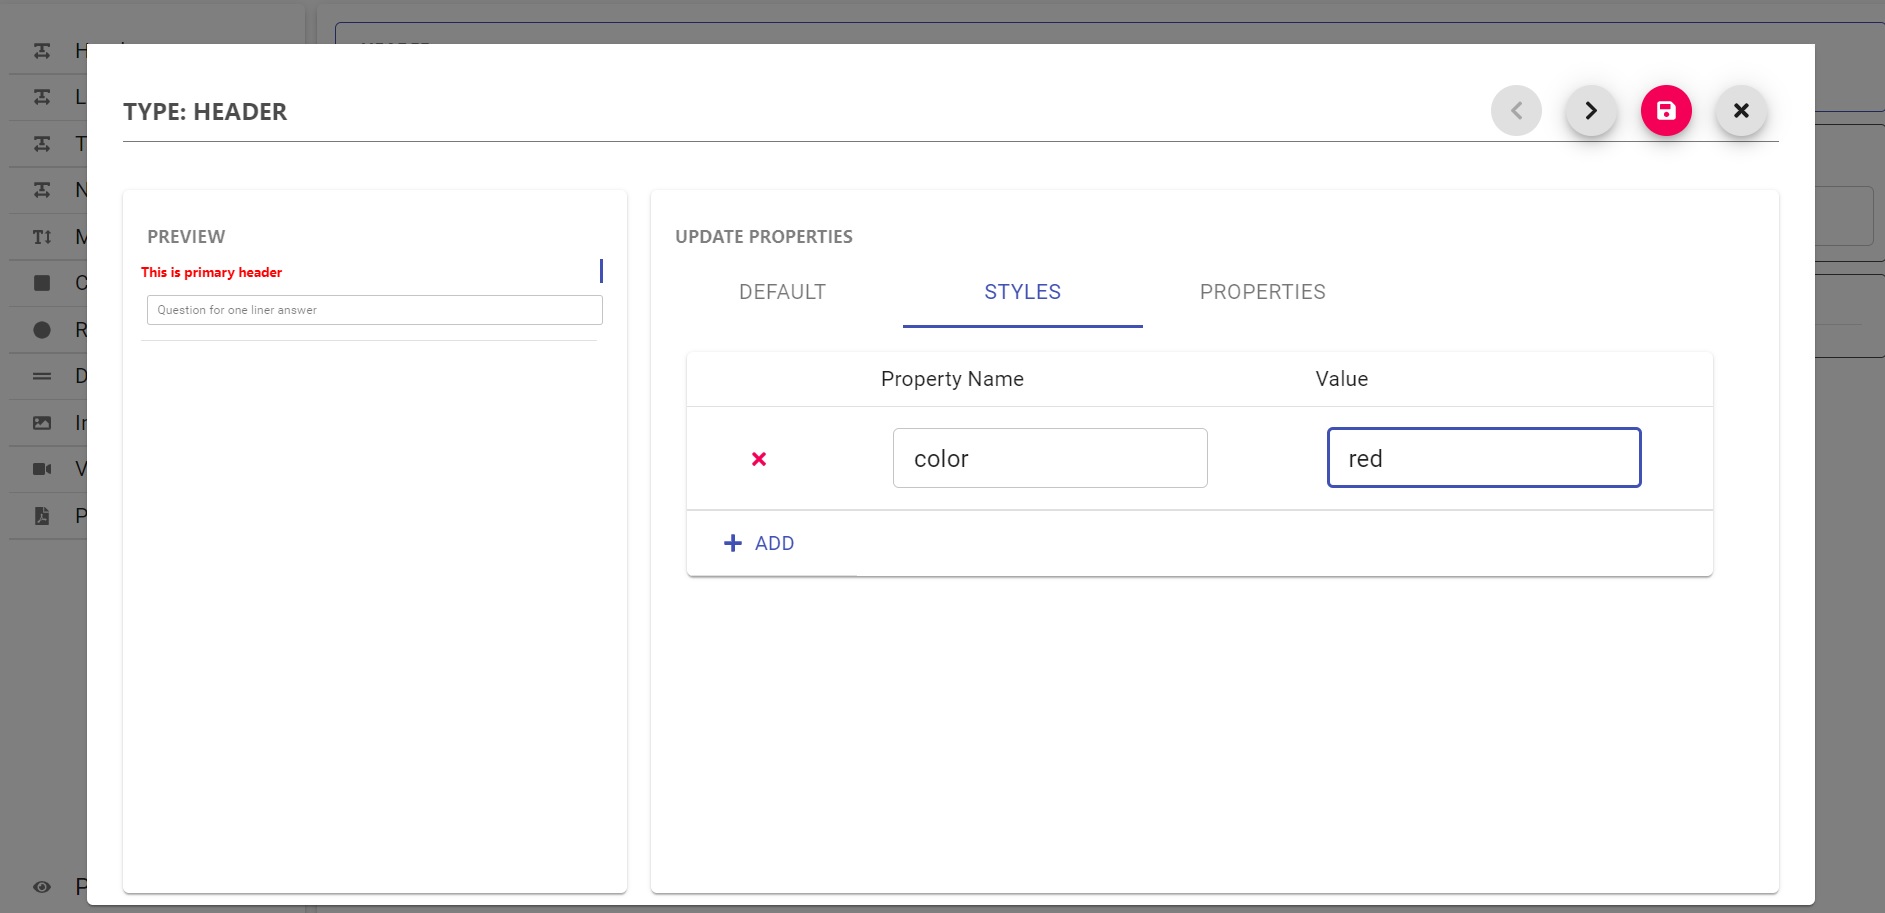 TYPE: HEADER
PREVIEW
This is primary header
Question for one liner answer
UPDATE PROPERTIES
DEFAULT STYLES PROPERTIES
Property Name Value
color red
ADD